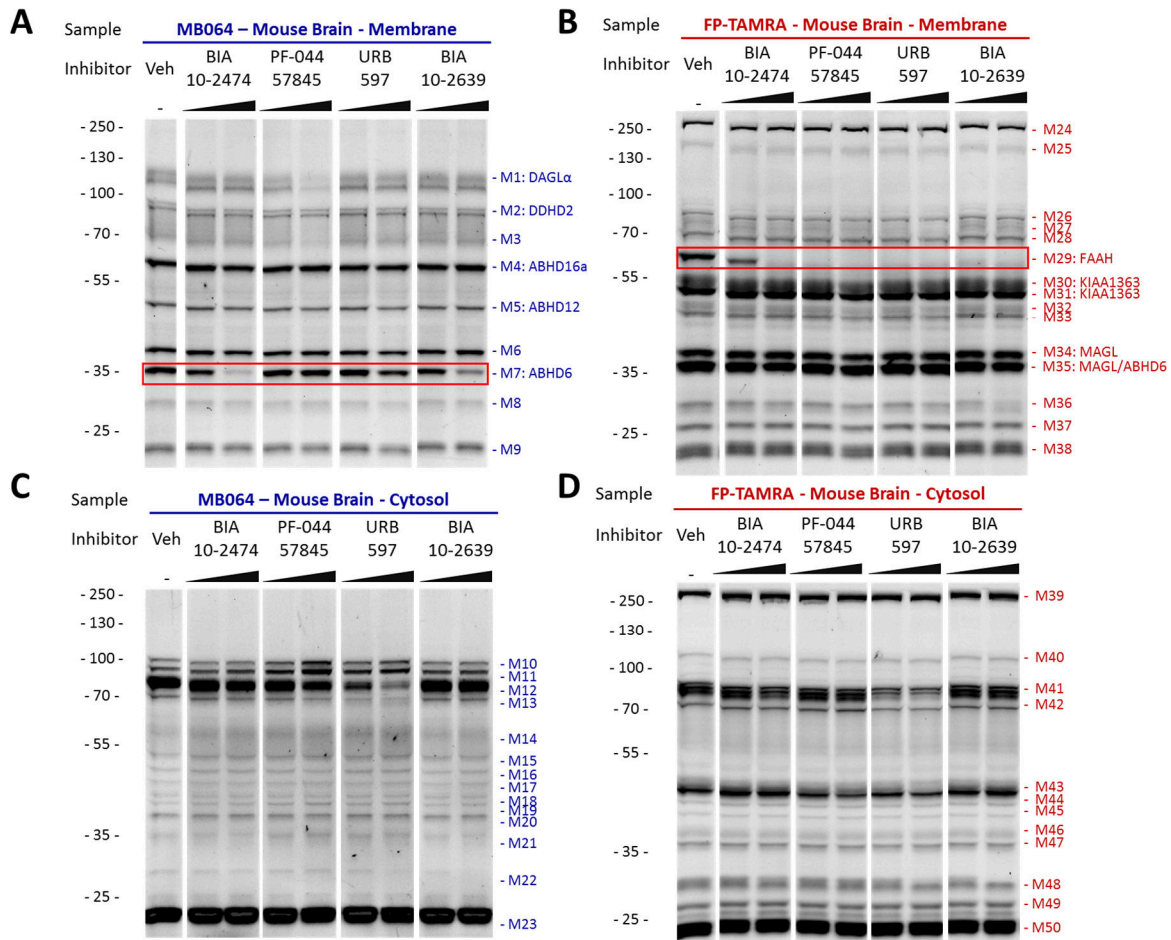 A
Sample MB064 – Mouse Brain - Membrane
Inhibitor Veh BIA 10-2474 PF-044 57845 URB 597 BIA 10-2639
-
- 250 -
- 130 -
- 100 -
- 70 -
- 55 -
- 35 -
- 25 -
- M1: DAGLα
- M2: DDHD2
- M3
- M4: ABHD16a
- M5: ABHD12
- M6
- M7: ABHD6
- M8
- M9
B
Sample FP-TAMRA - Mouse Brain - Membrane
Inhibitor Veh BIA 10-2474 PF-044 57845 URB 597 BIA 10-2639
-
250 -
130 -
100 -
70 -
55 -
35 -
25 -
- M24
- M25
- M26
- M27
- M28
- M29: FAAH
- M30: KIAA1363
- M31: KIAA1363
- M32
- M33
- M34: MAGL
- M35: MAGL/ABHD6
- M36
- M37
- M38
C
Sample MB064 – Mouse Brain - Cytosol
Inhibitor Veh BIA 10-2474 PF-044 57845 URB 597 BIA 10-2639
-
- 250 -
- 130 -
- 100 -
- 70 -
- 55 -
- 35 -
- 25 -
- M10
- M11
- M12
- M13
- M14
- M15
- M16
- M17
- M18
- M19
- M20
- M21
- M22
- M23
D
Sample FP-TAMRA - Mouse Brain - Cytosol
Inhibitor Veh BIA 10-2474 PF-044 57845 URB 597 BIA 10-2639
-
250 -
130 -
100 -
70 -
55 -
35 -
25 -
- M39
- M40
- M41
- M42
- M43
- M44
- M45
- M46
- M47
- M48
- M49
- M50